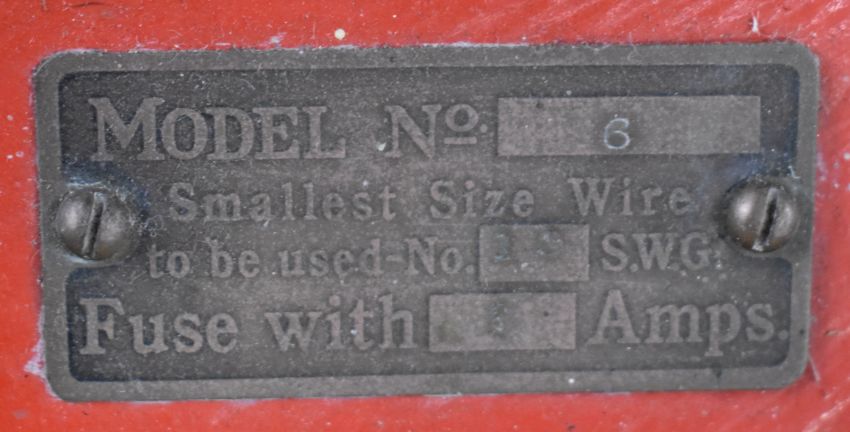 MODEL No. 6
Smallest Size Wire
to be used-No. S.W.G.
Fuse with Amps.